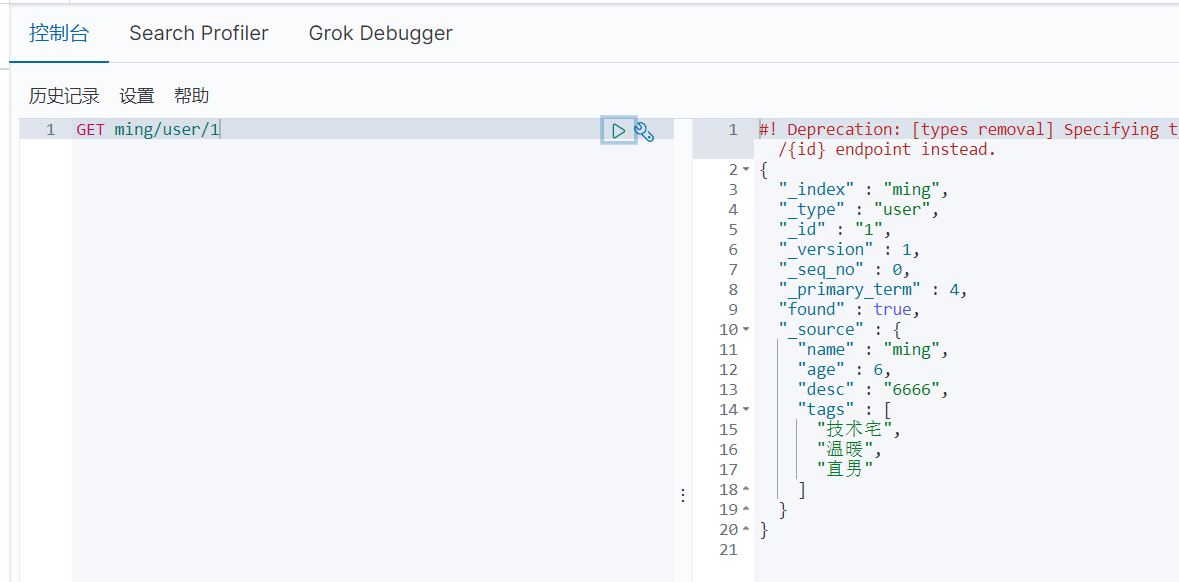 控制台 Search Profiler Grok Debugger
历史记录 设置 帮助
1 GET ming/user/1
1 #! Deprecation: [types removal] Specifying
/{id} endpoint instead.
2 {
3 "_index" : "ming",
4 "_type" : "user",
5 "_id" : "1",
6 "_version" : 1,
7 "_seq_no" : 0,
8 "_primary_term" : 4,
9 "found" : true,
10 "_source" : {
11 "name" : "ming",
12 "age" : 6,
13 "desc" : "6666",
14 "tags" : [
15 "技术宅",
16 "温暖",
17 "直男"
18 ]
19 }
20 }
21